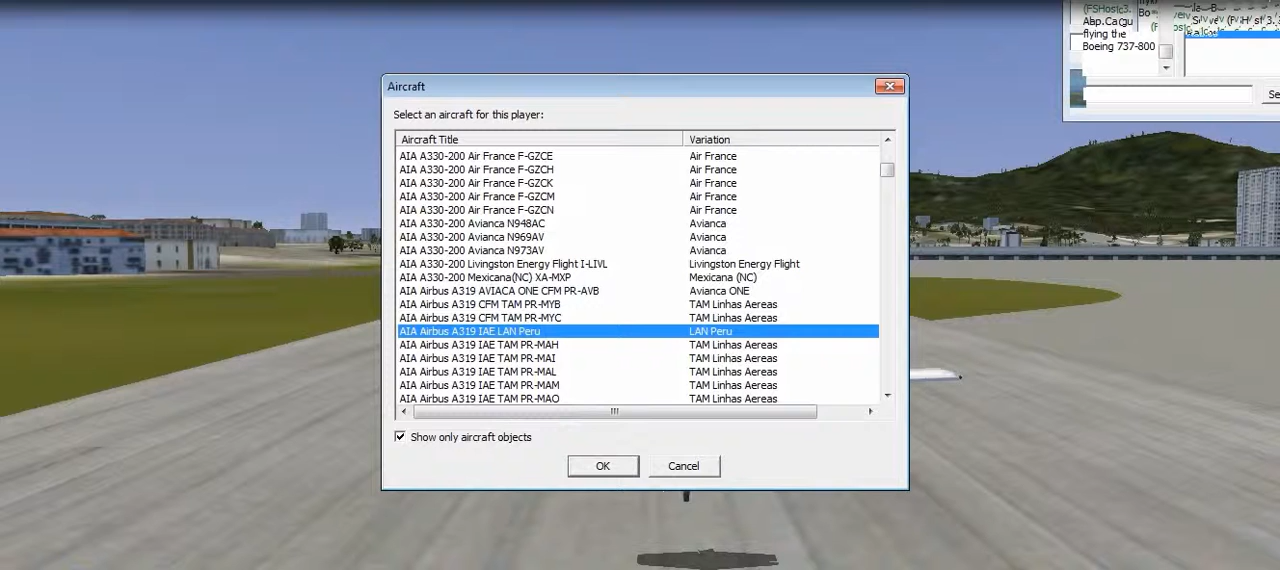 (FSHost3.
flying the
Boeing 737-800
Aircraft
Select an aircraft for this player:
Aircraft Title Variation
AIA A330-200 Air France F-GZCE Air France
AIA A330-200 Air France F-GZCH Air France
AIA A330-200 Air France F-GZCK Air France
AIA A330-200 Air France F-GZCM Air France
AIA A330-200 Air France F-GZCN Air France
AIA A330-200 Avianca N948AC Avianca
AIA A330-200 Avianca N969AV Avianca
AIA A330-200 Avianca N973AV Avianca
AIA A330-200 Livingston Energy Flight I-LIVL Livingston Energy Flight
AIA A330-200 Mexicana(NC) XA-MXP Mexicana (NC)
AIA Airbus A319 AVIACA ONE CFM PR-AVB Avianca ONE
AIA Airbus A319 CFM TAM PR-MYB TAM Linhas Aereas
AIA Airbus A319 CFM TAM PR-MYC TAM Linhas Aereas
AIA Airbus A319 IAE LAN Peru LAN Peru
AIA Airbus A319 IAE TAM PR-MAH TAM Linhas Aereas
AIA Airbus A319 IAE TAM PR-MAI TAM Linhas Aereas
AIA Airbus A319 IAE TAM PR-MAL TAM Linhas Aereas
AIA Airbus A319 IAE TAM PR-MAM TAM Linhas Aereas
AIA Airbus A319 IAE TAM PR-MAO TAM Linhas Aereas
Show only aircraft objects
OK Cancel